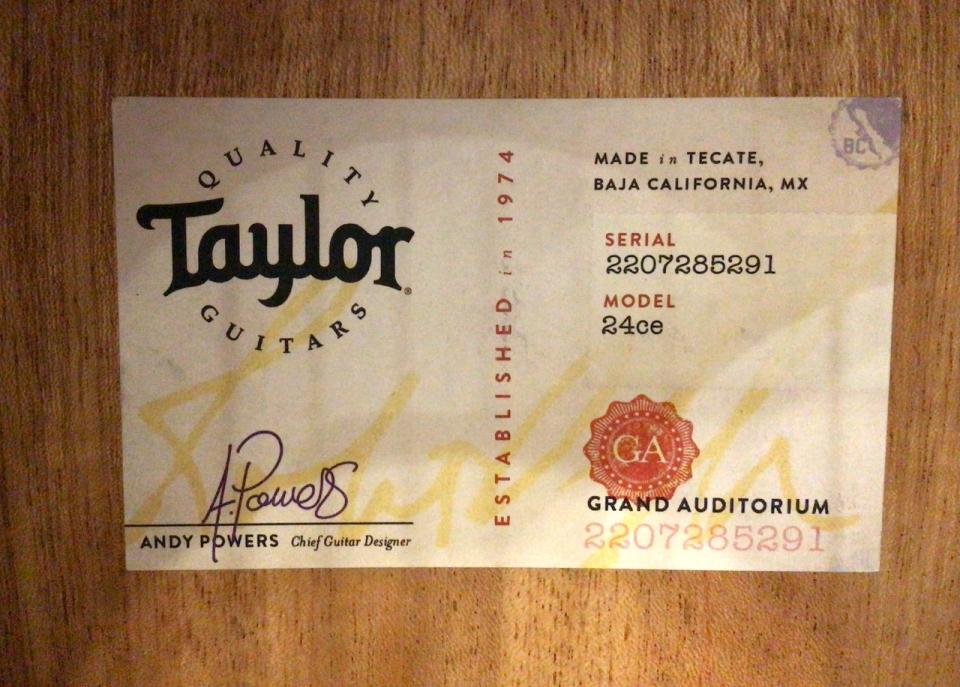 QUALITY
Taylor®
GUITARS
A. Powers
ANDY POWERS Chief Guitar Designer
ESTABLISHED in 1974
BC
MADE in TECATE,
BAJA CALIFORNIA, MX
SERIAL
2207285291
MODEL
24ce
GA
GRAND AUDITORIUM
2207285291